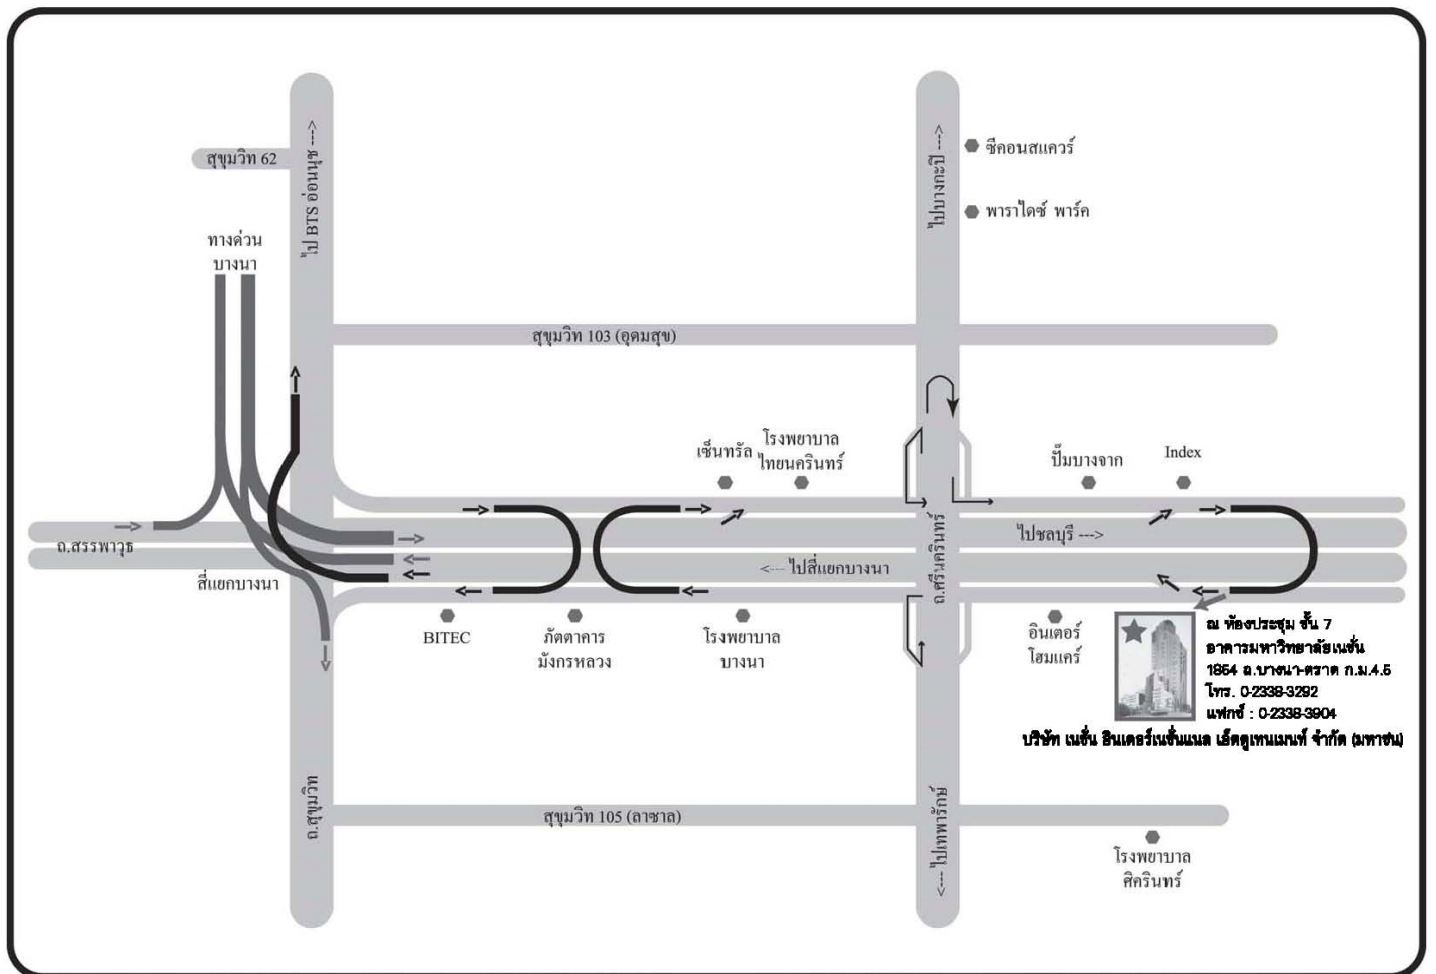 สุขุมวิท 62
ไป BTS อ่อนนุช --->
ทางด่วน
บางนา
ไปบางกะปิ --->
ซีคอนสแควร์
พาราไดซ์ พาร์ค
สุขุมวิท 103 (อุดมสุข)
เซ็นทรัล
โรงพยาบาล
ไทยนครินทร์
ปั๊มบางจาก
Index
ถ.สรรพาวุธ
สี่แยกบางนา
ไปชลบุรี --->
<--- ไปสี่แยกบางนา
ถ.ศรีนครินทร์
BITEC
ภัตตาคาร
มังกรหลวง
โรงพยาบาล
บางนา
อินเตอร์
โฮมแคร์
ณ ห้องประชุม ชั้น 7
อาคารมหาวิทยาลัยเนชั่น
1854 ถ.บางนา-ตราด ก.ม.4.5
โทร. 0-2338-3292
แฟกซ์ : 0-2338-3904
บริษัท เนชั่น อินเตอร์เนชั่นแนล เอ็ดดูเทนเมนท์ จำกัด (มหาชน)
ถ.สุขุมวิท
สุขุมวิท 105 (ลาซาล)
<--- ไปเทพารักษ์
โรงพยาบาล
ศิครินทร์